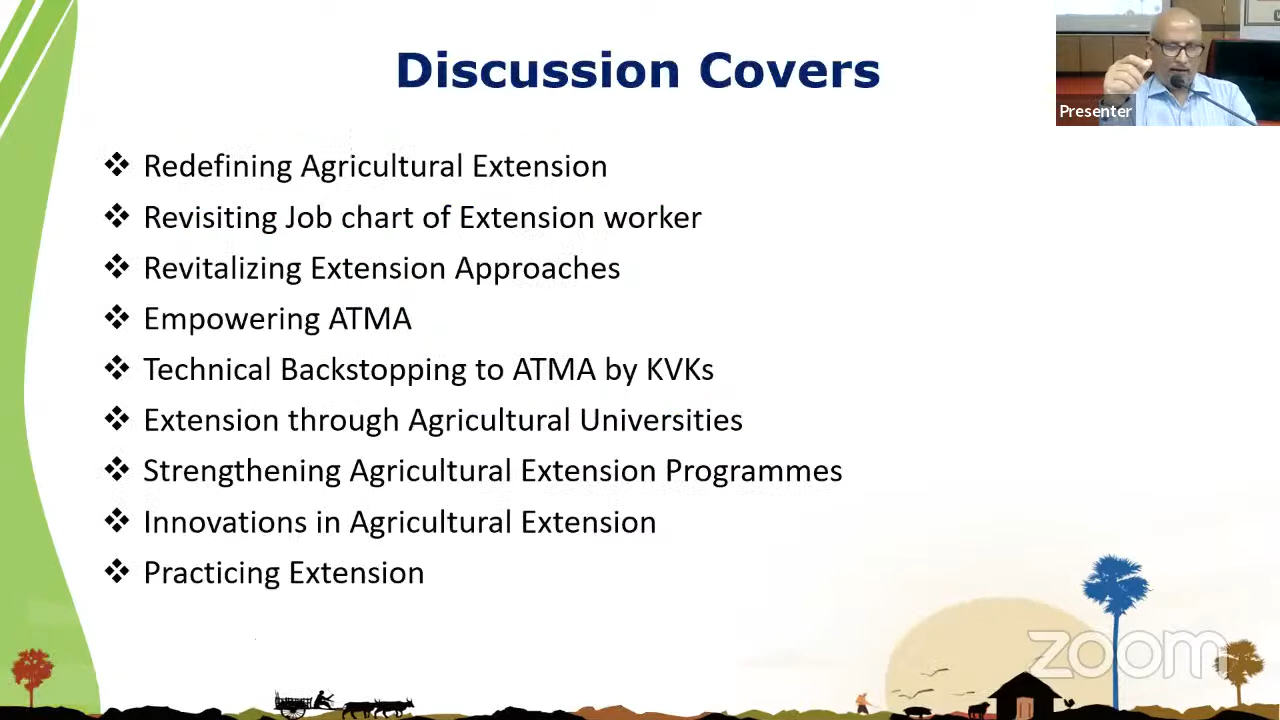 Discussion Covers
Presenter
Redefining Agricultural Extension
Revisiting Job chart of Extension worker
Revitalizing Extension Approaches
Empowering ATMA
Technical Backstopping to ATMA by KVKs
Extension through Agricultural Universities
Strengthening Agricultural Extension Programmes
Innovations in Agricultural Extension
Practicing Extension
zoom